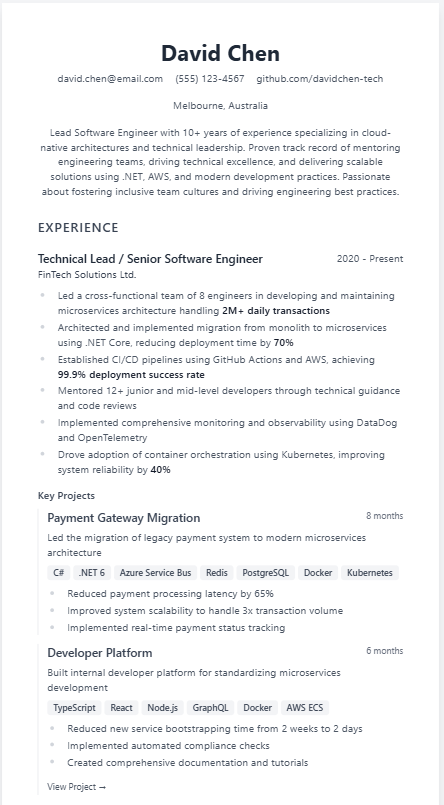 David Chen
david.chen@email.com (555) 123-4567 github.com/davidchen-tech
Melbourne, Australia
Lead Software Engineer with 10+ years of experience specializing in cloud-
native architectures and technical leadership. Proven track record of mentoring
engineering teams, driving technical excellence, and delivering scalable
solutions using .NET, AWS, and modern development practices. Passionate
about fostering inclusive team cultures and driving engineering best practices.
EXPERIENCE
Technical Lead / Senior Software Engineer 2020 - Present
FinTech Solutions Ltd.
Led a cross-functional team of 8 engineers in developing and maintaining
microservices architecture handling 2M+ daily transactions
Architected and implemented migration from monolith to microservices
using .NET Core, reducing deployment time by 70%
Established CI/CD pipelines using GitHub Actions and AWS, achieving
99.9% deployment success rate
Mentored 12+ junior and mid-level developers through technical guidance
and code reviews
Implemented comprehensive monitoring and observability using DataDog
and OpenTelemetry
Drove adoption of container orchestration using Kubernetes, improving
system reliability by 40%
Key Projects
Payment Gateway Migration 8 months
Led the migration of legacy payment system to modern microservices
architecture
C# .NET 6 Azure Service Bus Redis PostgreSQL Docker Kubernetes
Reduced payment processing latency by 65%
Improved system scalability to handle 3x transaction volume
Implemented real-time payment status tracking
Developer Platform 6 months
Built internal developer platform for standardizing microservices
development
TypeScript React Node.js GraphQL Docker AWS ECS
Reduced new service bootstrapping time from 2 weeks to 2 days
Implemented automated compliance checks
Created comprehensive documentation and tutorials
View Project →